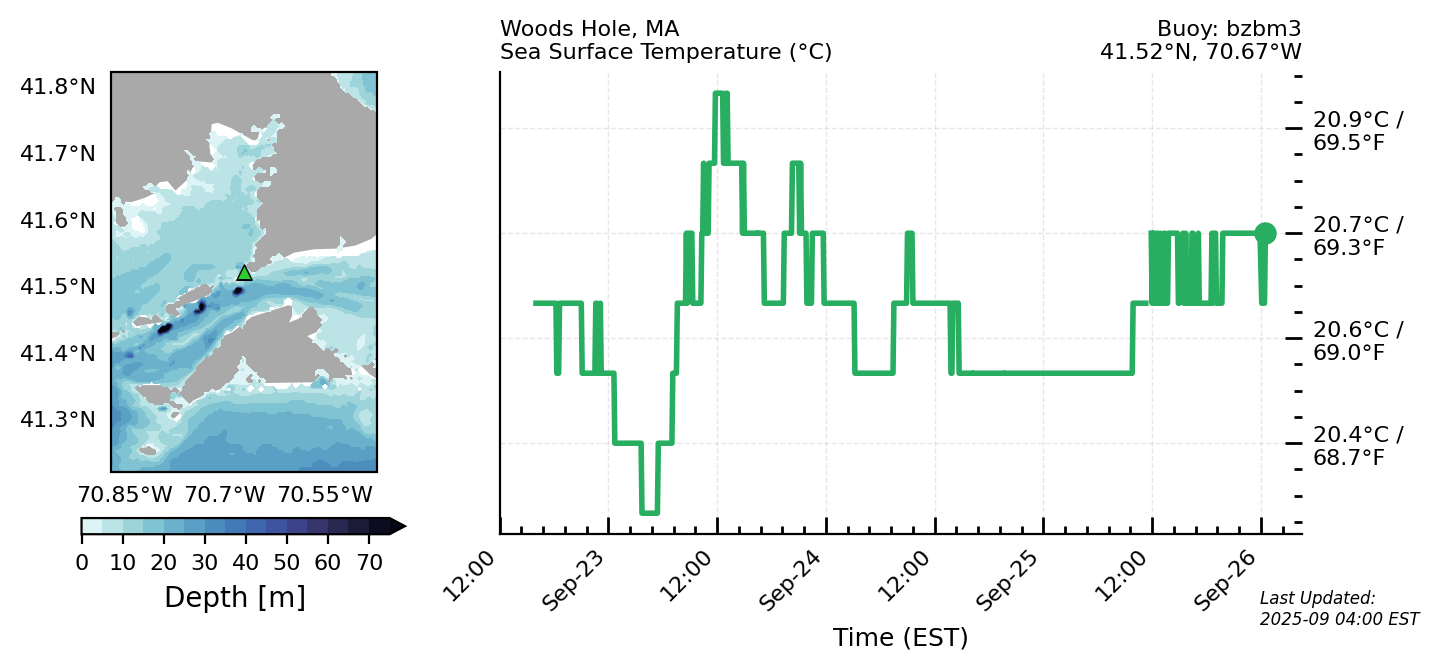 Woods Hole, MA
Sea Surface Temperature (°C)
Buoy: bzbm3
41.52°N, 70.67°W
41.8°N
41.7°N
41.6°N
41.5°N
41.4°N
41.3°N
70.85°W 70.7°W 70.55°W
0 10 20 30 40 50 60 70
Depth [m]
20.9°C /
69.5°F
20.7°C /
69.3°F
20.6°C /
69.0°F
20.4°C /
68.7°F
12:00 Sep-23 12:00 Sep-24 12:00 Sep-25 12:00 Sep-26
Time (EST)
Last Updated:
2025-09 04:00 EST